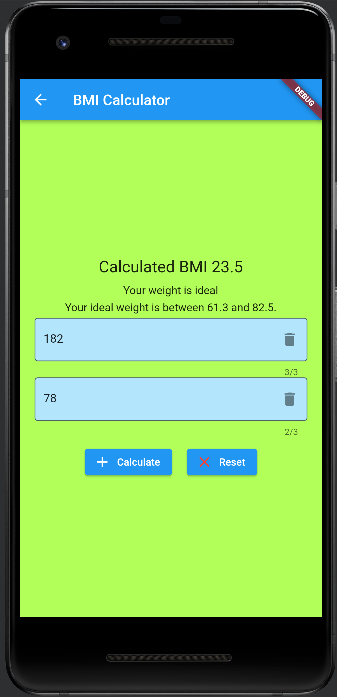 BMI Calculator
DEBUG
Calculated BMI 23.5
Your weight is ideal
Your ideal weight is between 61.3 and 82.5.
182
3/3
78
2/3
Calculate
Reset